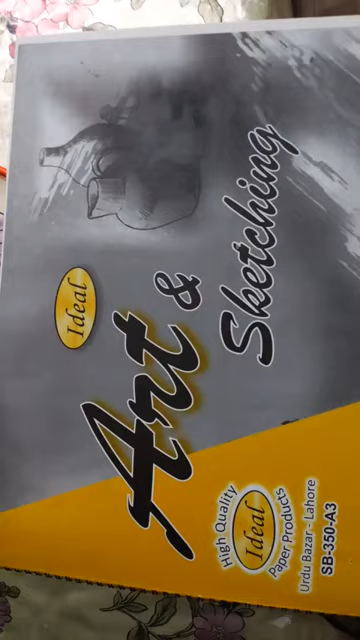 Ideal
Art &
Sketching
High Quality
Ideal
Paper Products
Urdu Bazar - Lahore
SB-350-A3